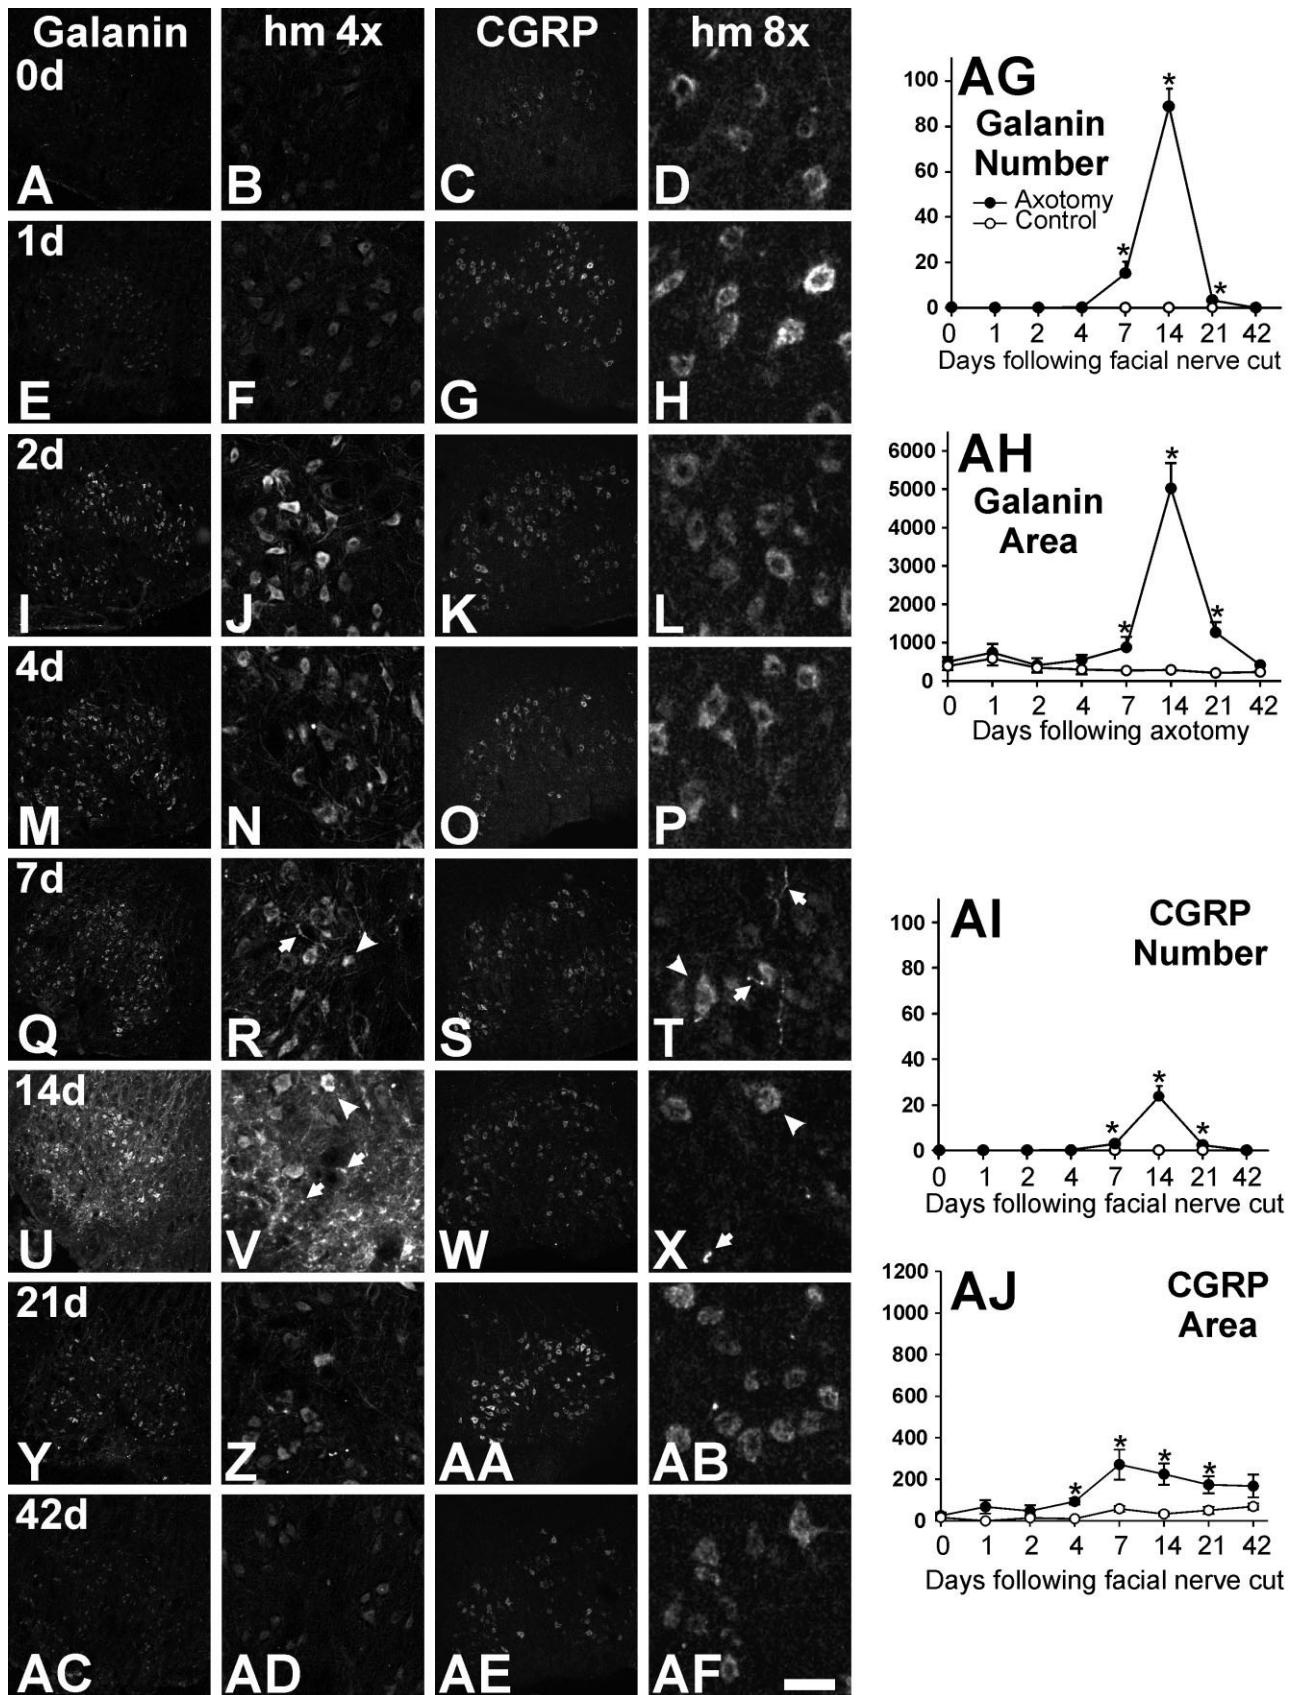 Galanin hm 4x CGRP hm 8x
0d
A B C D
1d
E F G H
2d
I J K L
4d
M N O P
7d
Q R S T
14d
U V W X
21d
Y Z AA AB
42d
AC AD AE AF
AG
Galanin
Number
Axotomy
Control
100
80
60
40
20
0
0 1 2 4 7 14 21 42
* * *
Days following facial nerve cut
AH
Galanin
Area
6000
5000
4000
3000
2000
1000
0
0 1 2 4 7 14 21 42
* * *
Days following axotomy
AI
CGRP
Number
100
80
60
40
20
0
0 1 2 4 7 14 21 42
* * *
Days following facial nerve cut
AJ
CGRP
Area
1200
1000
800
600
400
200
0
0 1 2 4 7 14 21 42
* * * *
Days following facial nerve cut